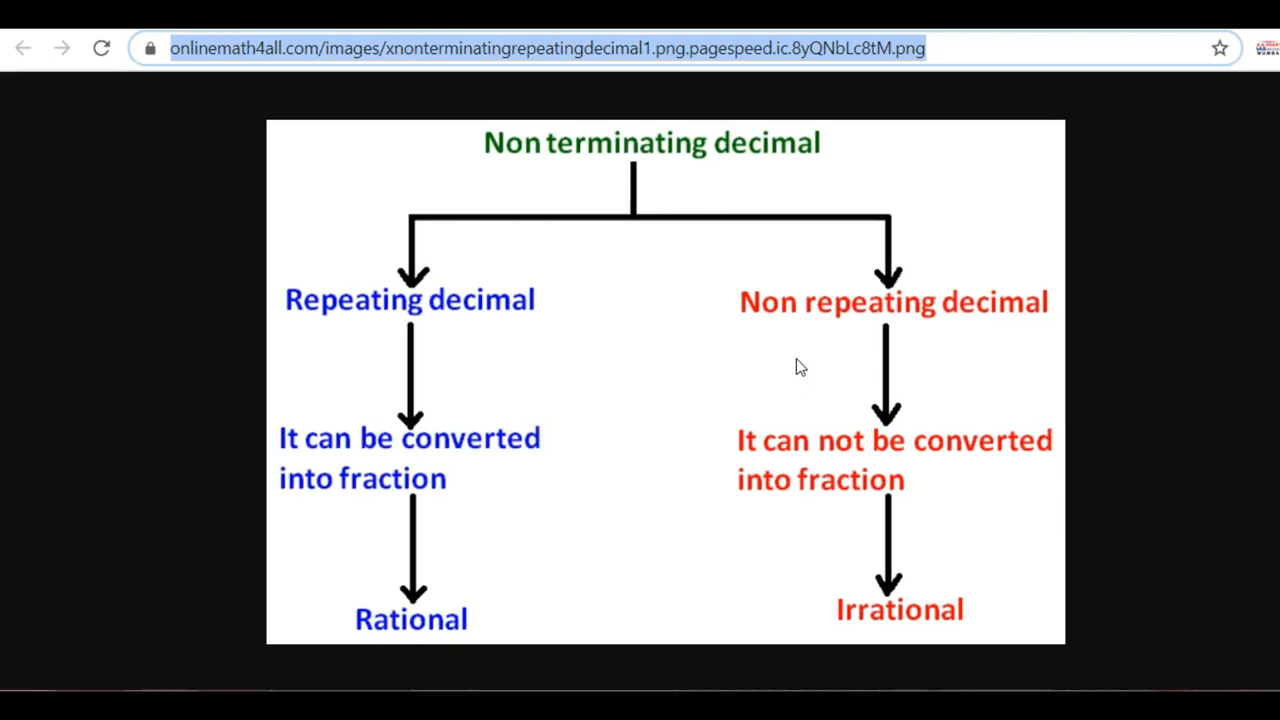 onlinemath4all.com/images/xnonterminatingrepeatingdecimal1.png.pagespeed.ic.8yQNbLc8tM.png
Non terminating decimal
Repeating decimal
Non repeating decimal
It can be converted
into fraction
It can not be converted
into fraction
Rational
Irrational